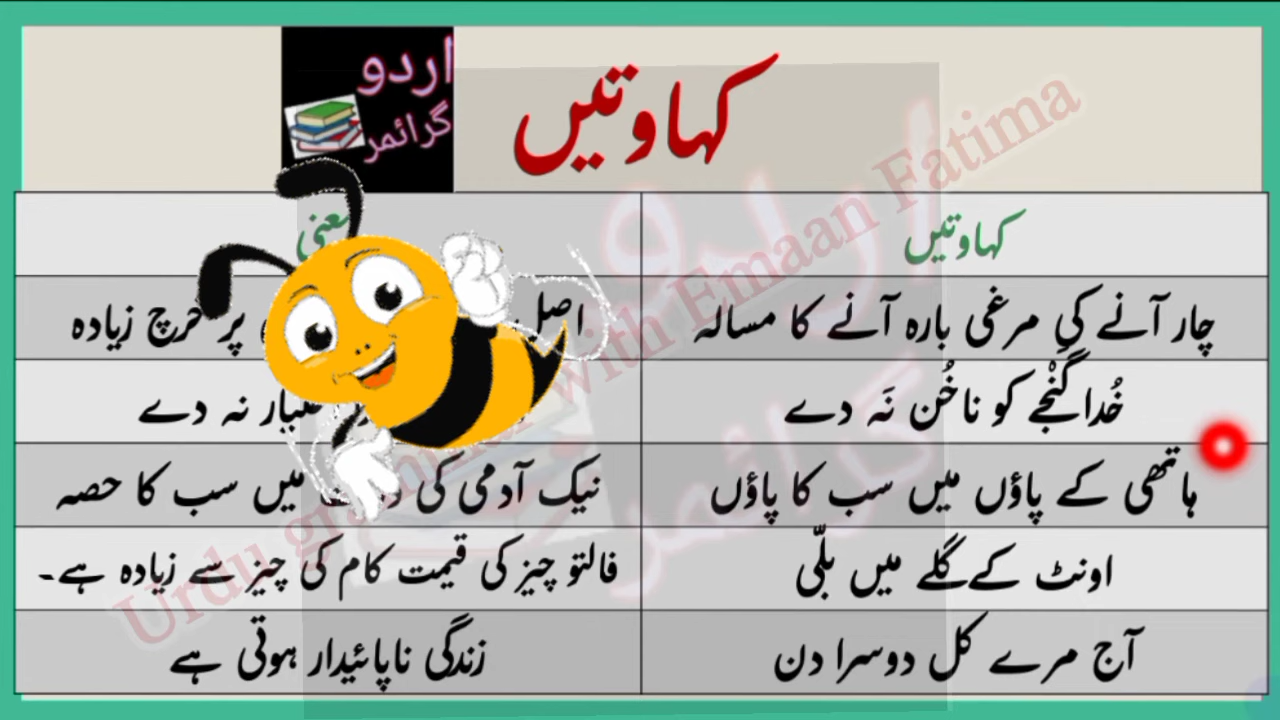 اردو
گرائمر
کہاوتیں
کہاوتیں
چار آنے کی مرغی بارہ آنے کا مسالہ
اصل پر خرچ زیادہ
خُدا گَنْجے کو ناخُن نَہ دے
نہ دے
ہاتھی کے پاؤں میں سب کا پاؤں
نیک آدمی کی میں سب کا حصہ
اونٹ کے گلے میں بلّی
فالتو چیز کی قیمت کام کی چیز سے زیادہ ہے۔
آج مرے کل دوسرا دن
زندگی ناپائیدار ہوتی ہے
Urdu grammar with Emaan Fatima